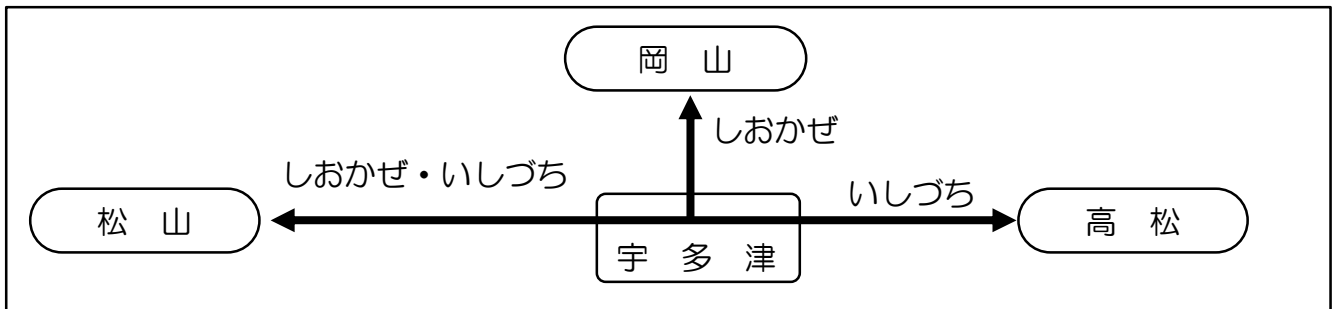 岡 山
しおかぜ
しおかぜ・いしづち
いしづち
松 山
高 松
宇 多 津